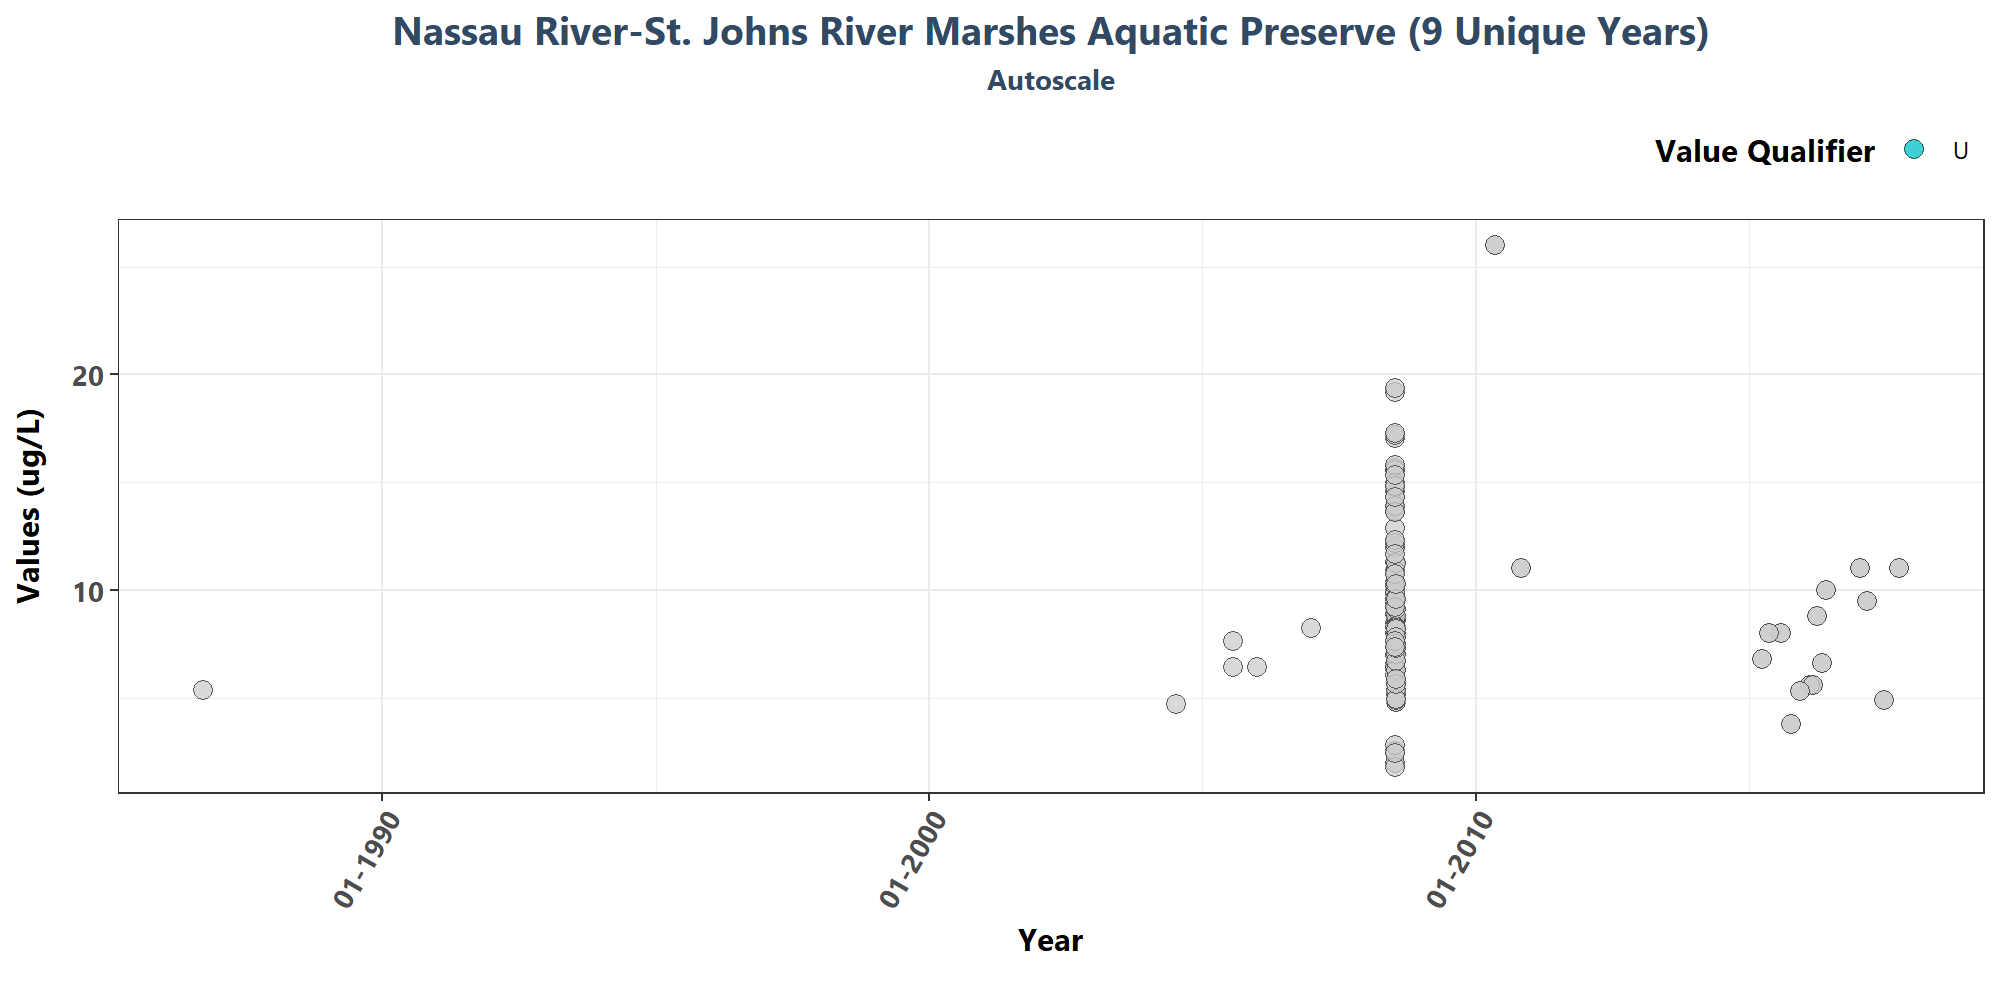 Nassau River-St. Johns River Marshes Aquatic Preserve (9 Unique Years)
Autoscale
Value Qualifier U
Values (ug/L)
20
10
01-1990
01-2000
01-2010
Year